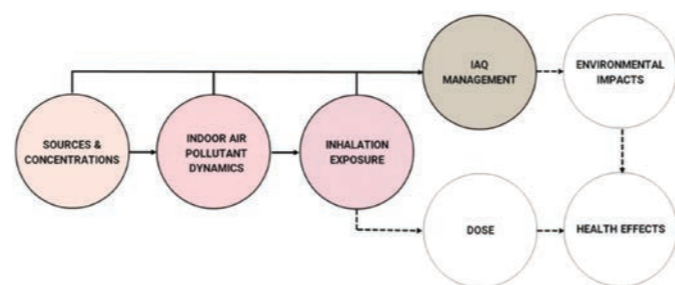 IAQ
MANAGEMENT
ENVIRONMENTAL
IMPACTS
SOURCES &
CONCENTRATIONS
INDOOR AIR
POLLUTANT
DYNAMICS
INHALATION
EXPOSURE
DOSE
HEALTH EFFECTS